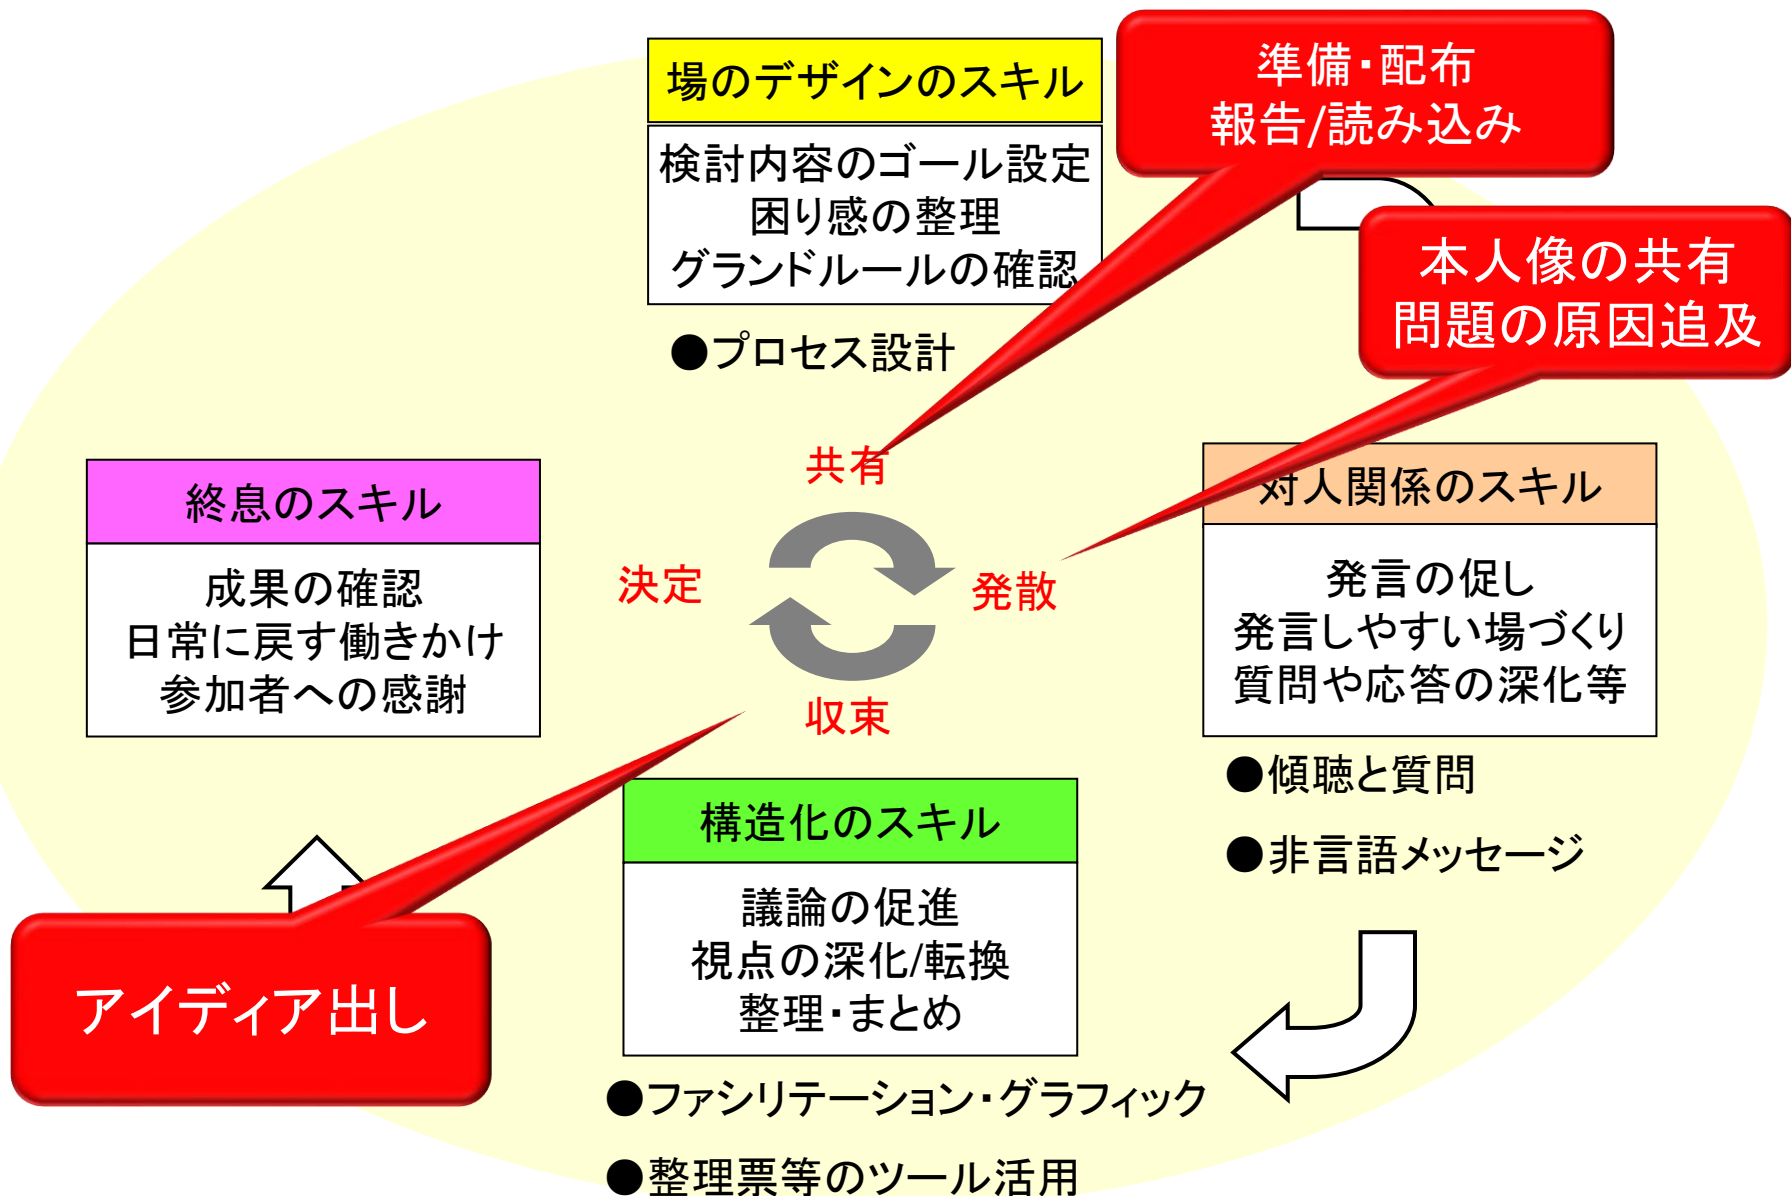 場のデザインのスキル
検討内容のゴール設定
困り感の整理
グランドルールの確認
●プロセス設計
準備・配布
報告/読み込み
本人像の共有
問題の原因追及
共有
発散
収束
決定
対人関係のスキル
発言の促し
発言しやすい場づくり
質問や応答の深化等
●傾聴と質問
●非言語メッセージ
終息のスキル
成果の確認
日常に戻す働きかけ
参加者への感謝
構造化のスキル
議論の促進
視点の深化/転換
整理・まとめ
●ファシリテーション・グラフィック
●整理票等のツール活用
アイディア出し